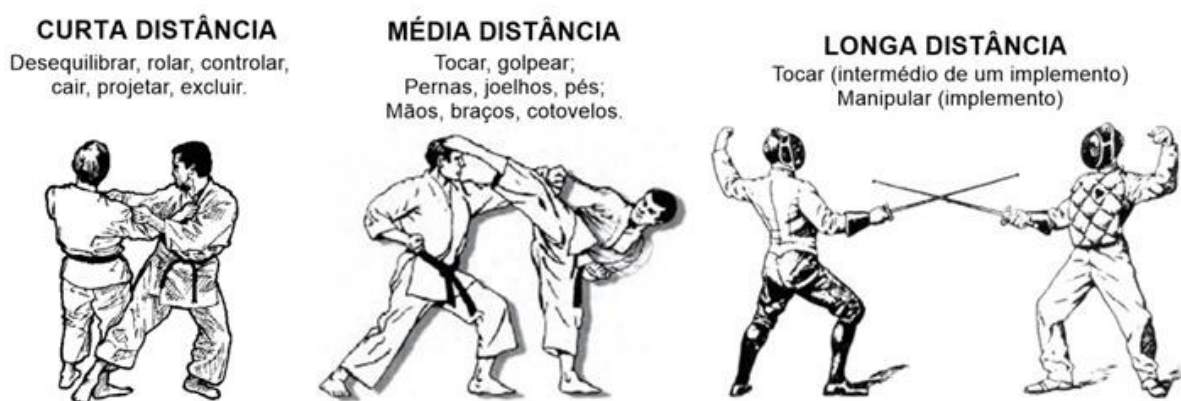 CURTA DISTÂNCIA
Desequilibrar, rolar, controlar,
cair, projetar, excluir.
MÉDIA DISTÂNCIA
Tocar, golpear;
Pernas, joelhos, pés;
Mãos, braços, cotovelos.
LONGA DISTÂNCIA
Tocar (intermédio de um implemento)
Manipular (implemento)